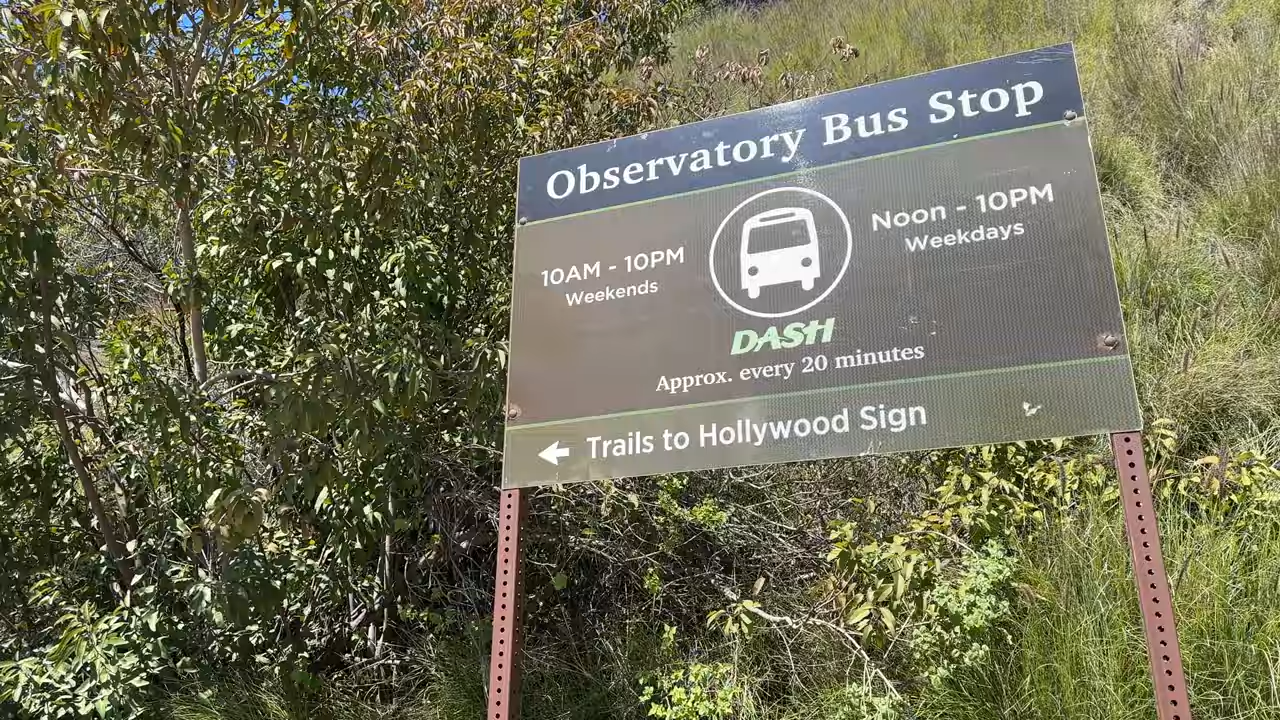 Observatory Bus Stop
10AM - 10PM
Weekends
Noon - 10PM
Weekdays
DASH
Approx. every 20 minutes
Trails to Hollywood Sign